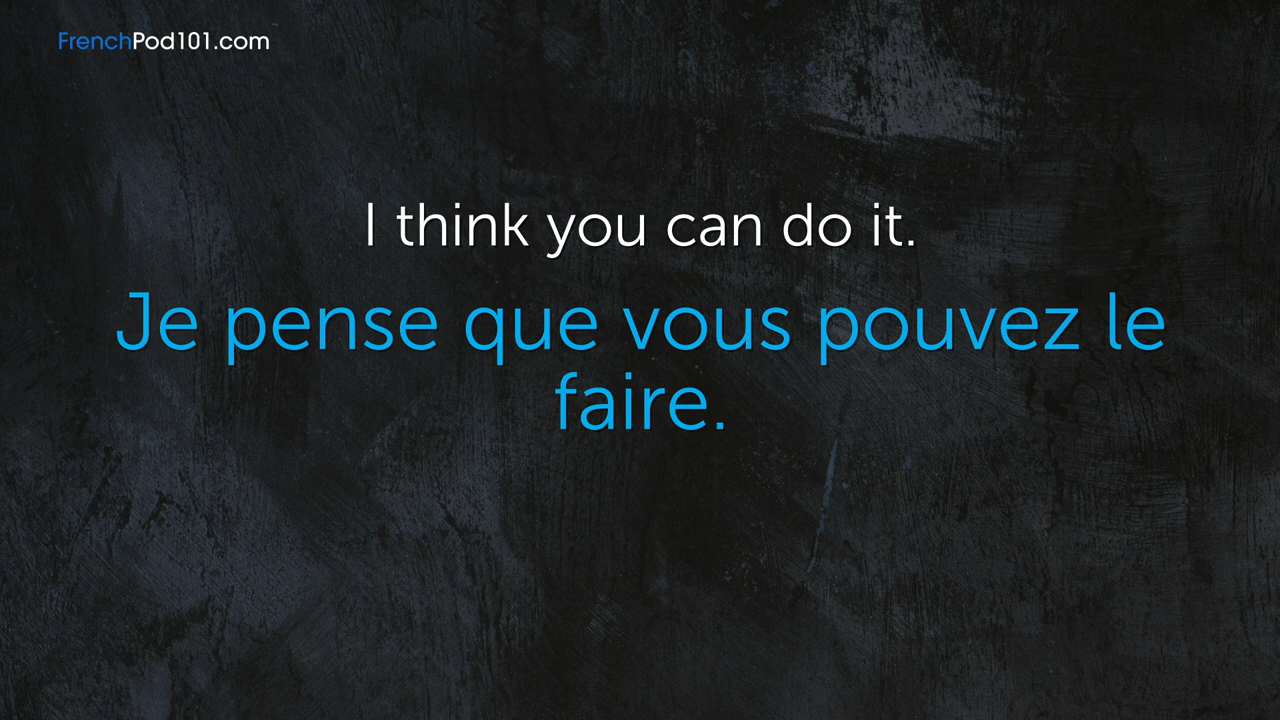 FrenchPod101.com
I think you can do it.
Je pense que vous pouvez le
faire.